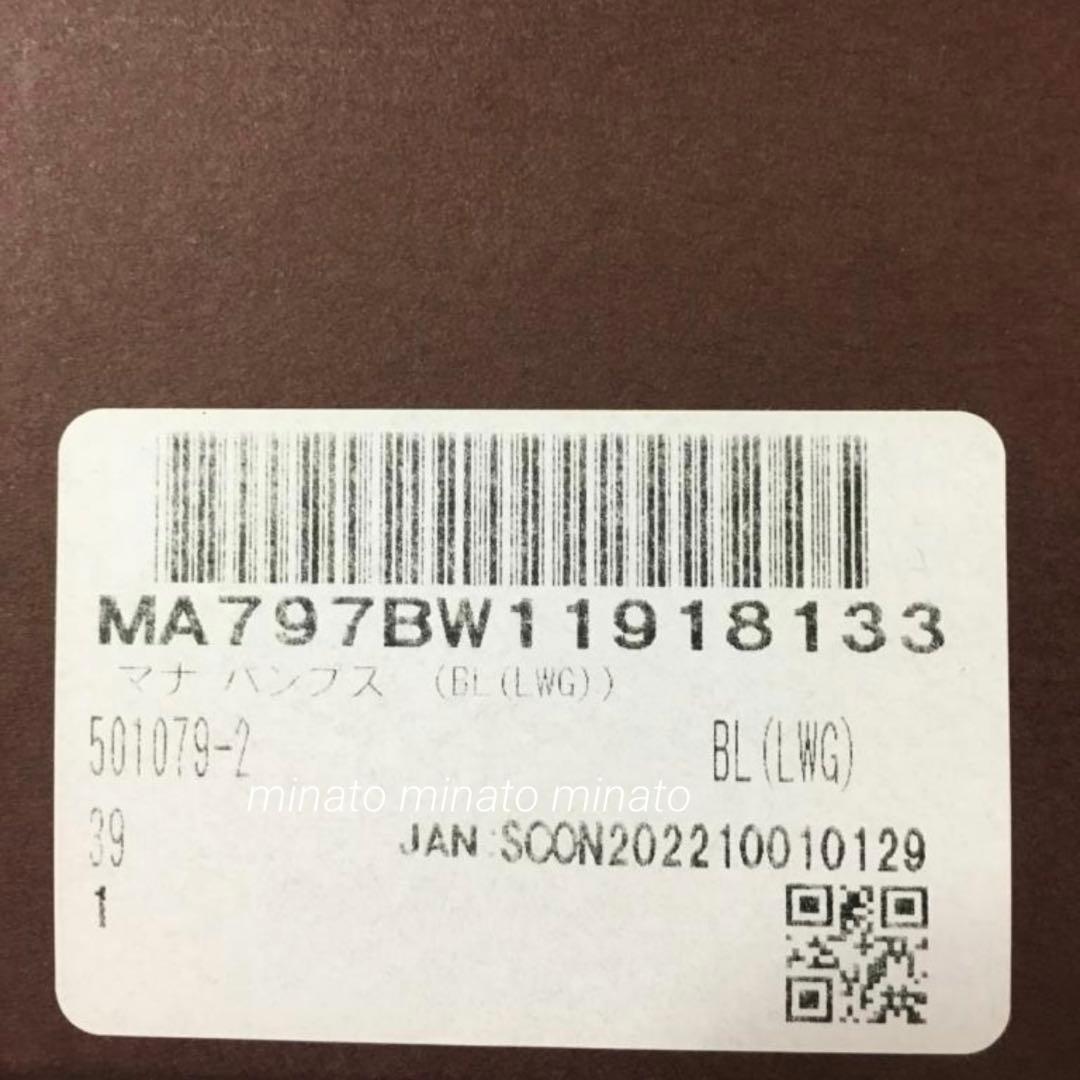 MA797BW11918133
マナ パンプス (BL(LWG))
501079-2 BL(LWG)
minato minato minato
39 JAN:SCON202210010129
1